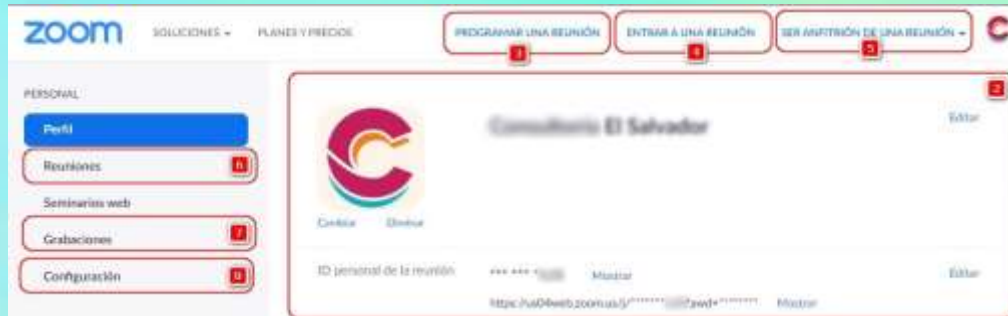 zoom SOLUCIONES PLANES Y PRECIOS PROGRAMAR UNA REUNIÓN ENTRAR A UNA REUNIÓN SER ANFITRIÓN DE UNA REUNIÓN
3 4 5
2
PERSONAL
Perfil
El Salvador Editar
Reuniones 6
Seminarios web
Cambiar Eliminar
Grabaciones 7
Configuración
ID personal de la reunión *** *** * Mostrar Editar
Mostrar